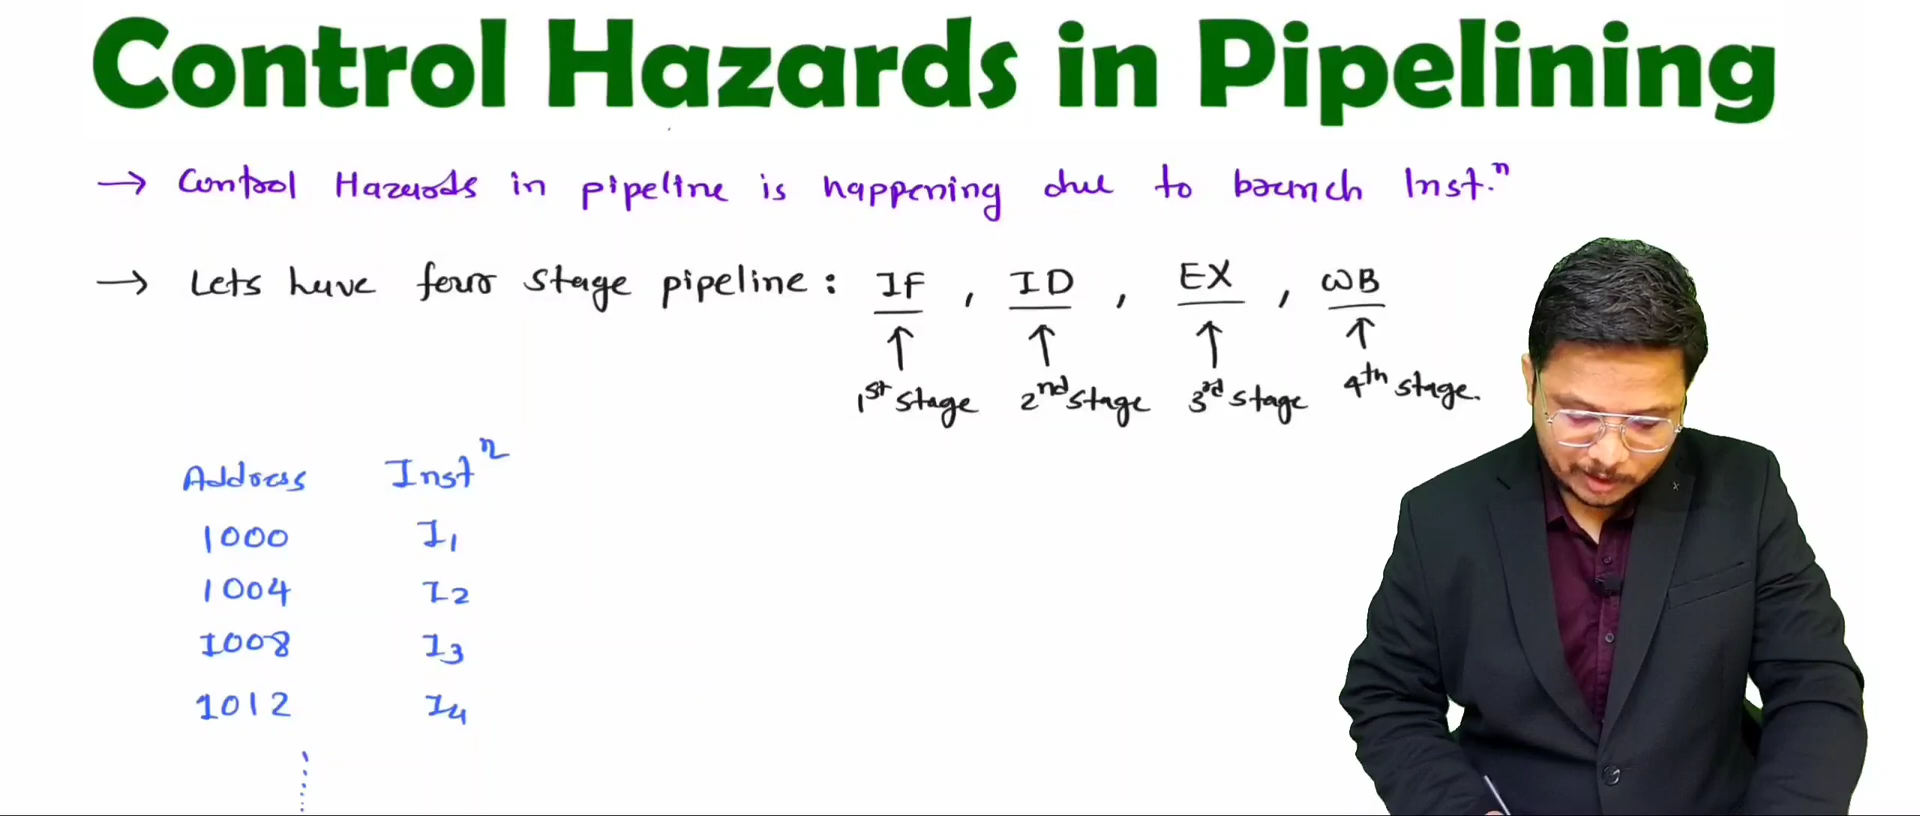 Control Hazards in Pipelining
→ Control Hazards in pipeline is happening due to branch Inst.ⁿ
→ Lets have four stage pipeline : IF , ID , EX , WB
↑ ↑ ↑ ↑
1st stage 2nd stage 3rd stage 4th stage.
Address Instⁿ
1000 I1
1004 I2
1008 I3
1012 I4